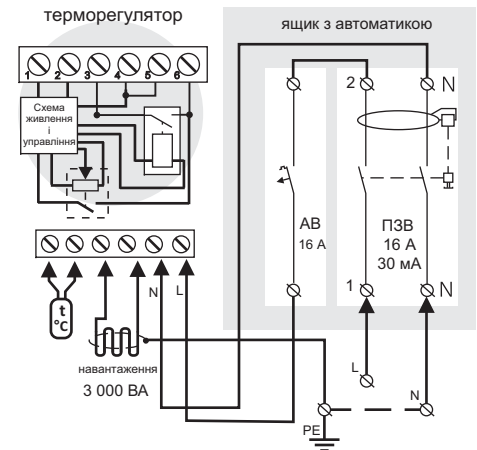 терморегулятор
ящик з автоматикою
1 2 3 4 5 6
Схема
живлення
і
управління
2 N
АВ
16 А
ПЗВ
16 А
30 мА
1 N
N L
t
°C
навантаження
3 000 ВА
L
N
PE